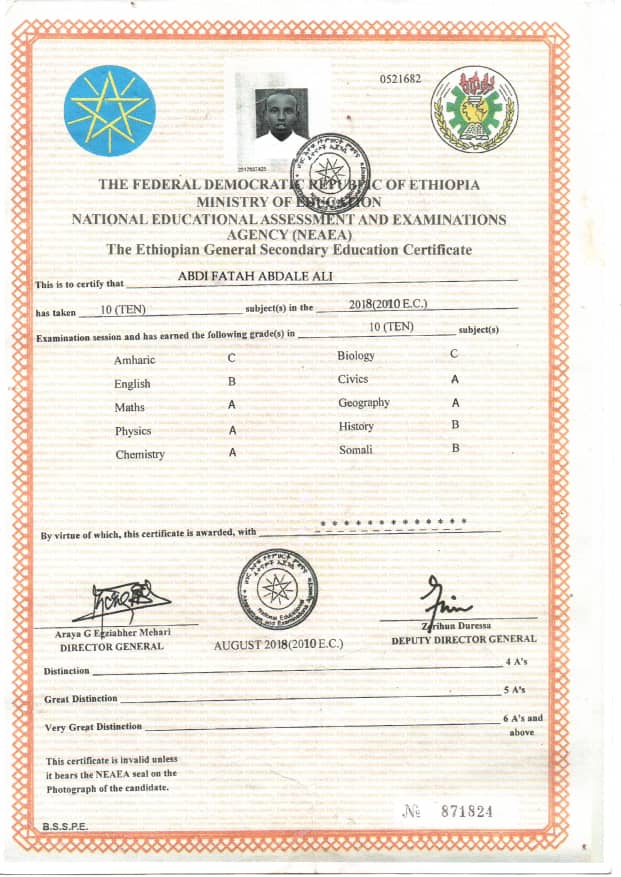 0521682
THE FEDERAL DEMOCRATIC REPUBLIC OF ETHIOPIA
MINISTRY OF EDUCATION
NATIONAL EDUCATIONAL ASSESSMENT AND EXAMINATIONS
AGENCY (NEAEA)
The Ethiopian General Secondary Education Certificate
This is to certify that ABDI FATAH ABDALE ALI
has taken 10 (TEN) subject(s) in the 2018(2010 E.C.)
Examination session and has earned the following grade(s) in 10 (TEN) subject(s)
Amharic C Biology C
English B Civics A
Maths A Geography A
Physics A History B
Chemistry A Somali B
By virtue of which, this certificate is awarded, with * * * * * * * * * * * * *
Araya G Egziabher Mehari
DIRECTOR GENERAL
AUGUST 2018(2010 E.C.)
Zerihun Duressa
DEPUTY DIRECTOR GENERAL
Distinction 4 A's
Great Distinction 5 A's
Very Great Distinction 6 A's and
above
This certificate is invalid unless
it bears the NEAEA seal on the
Photograph of the candidate.
№ 871824
B.S.S.P.E.